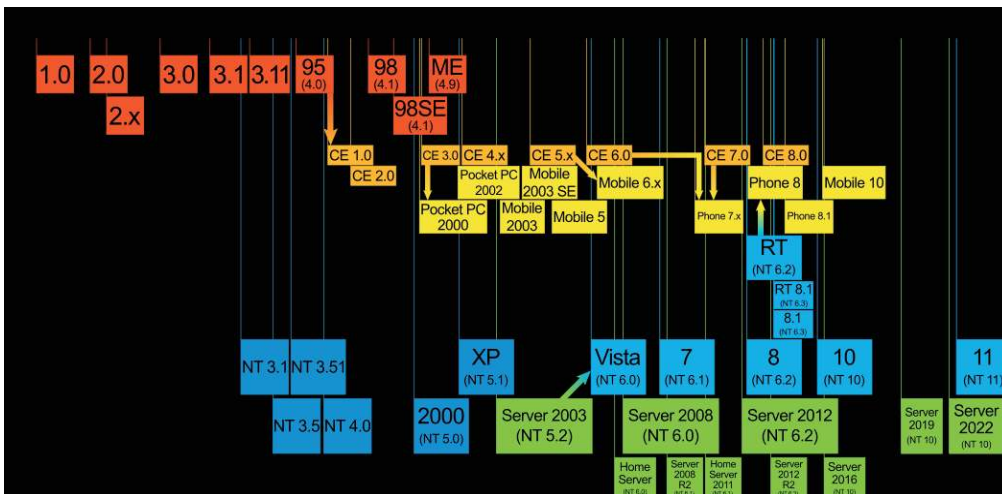 1.0
2.0
3.0
3.1
3.11
95
(4.0)
98
(4.1)
ME
(4.9)
2.x
98SE
(4.1)
CE 1.0
CE 3.0
CE 4.x
CE 5.x
CE 6.0
CE 7.0
CE 8.0
CE 2.0
Pocket PC
2002
Mobile
2003 SE
Mobile 6.x
Phone 8
Mobile 10
Pocket PC
2000
Mobile
2003
Mobile 5
Phone 7.x
Phone 8.1
RT
(NT 6.2)
RT 8.1
(NT 6.3)
8.1
(NT 6.3)
NT 3.1
NT 3.51
XP
(NT 5.1)
Vista
(NT 6.0)
7
(NT 6.1)
8
(NT 6.2)
10
(NT 10)
11
(NT 11)
NT 3.5
NT 4.0
2000
(NT 5.0)
Server 2003
(NT 5.2)
Server 2008
(NT 6.0)
Server 2012
(NT 6.2)
Server
2019
(NT 10)
Server
2022
(NT 10)
Home
Server
Server
2008
R2
Home
Server
2011
Server
2012
R2
Server
2016
(NT 10)